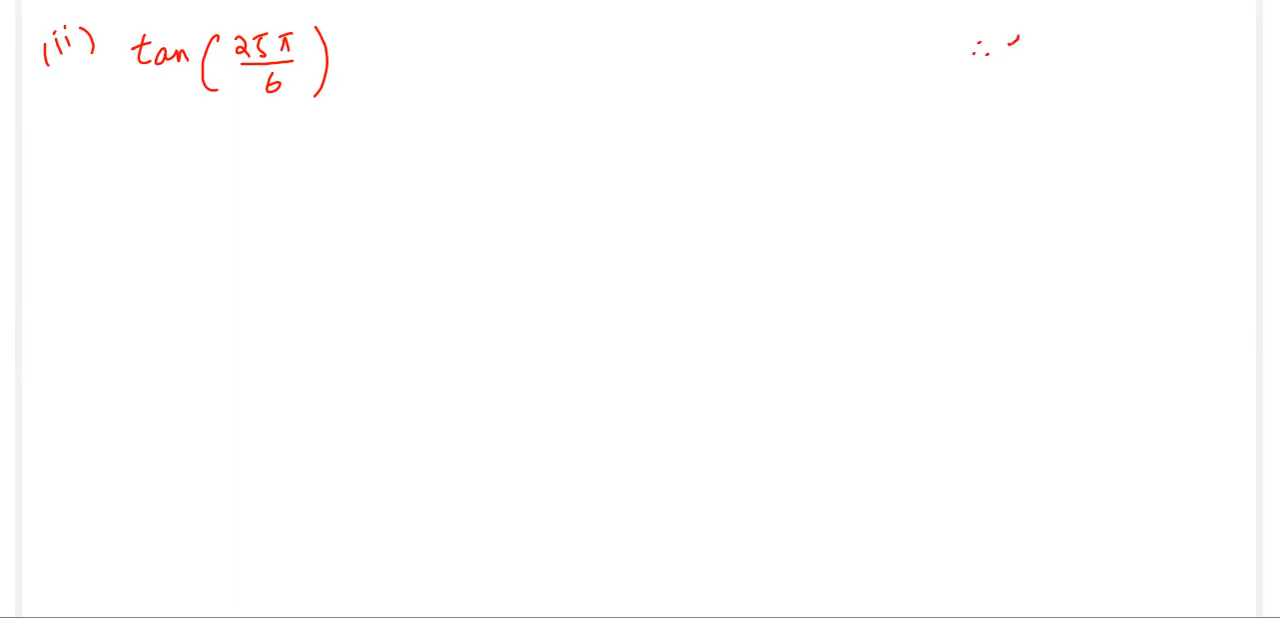 (ii) tan(25π/6) ∴